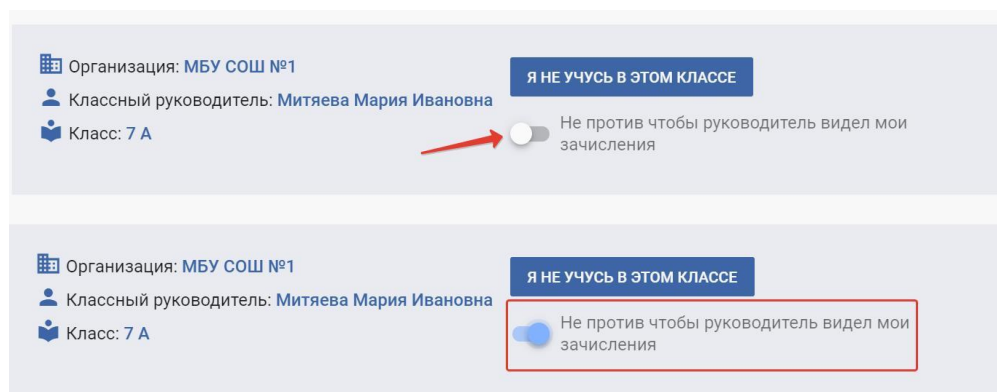 Организация: МБУ СОШ №1
Классный руководитель: Митяева Мария Ивановна
Класс: 7 А
Я НЕ УЧУСЬ В ЭТОМ КЛАССЕ
Не против чтобы руководитель видел мои
зачисления
Организация: МБУ СОШ №1
Классный руководитель: Митяева Мария Ивановна
Класс: 7 А
Я НЕ УЧУСЬ В ЭТОМ КЛАССЕ
Не против чтобы руководитель видел мои
зачисления